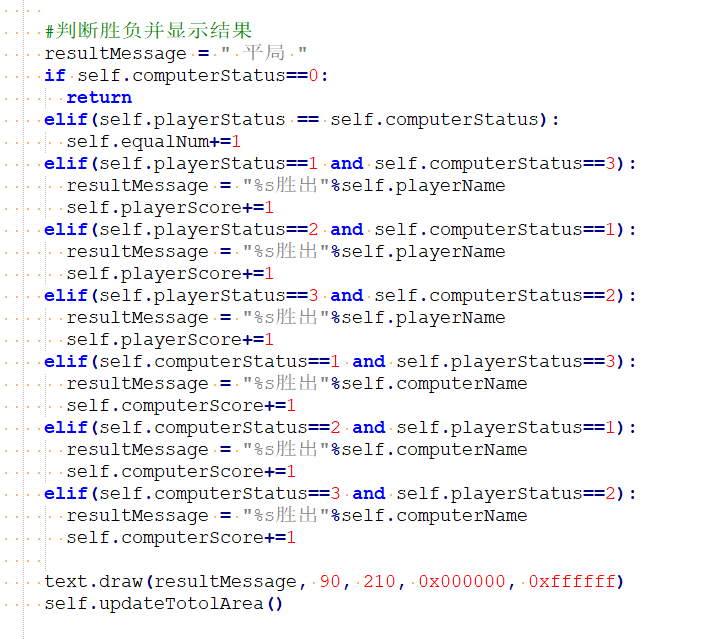 #判断胜负并显示结果
resultMessage = " 平局 "
if self.computerStatus==0:
return
elif(self.playerStatus == self.computerStatus):
self.equalNum+=1
elif(self.playerStatus==1 and self.computerStatus==3):
resultMessage = "%s胜出"%self.playerName
self.playerScore+=1
elif(self.playerStatus==2 and self.computerStatus==1):
resultMessage = "%s胜出"%self.playerName
self.playerScore+=1
elif(self.playerStatus==3 and self.computerStatus==2):
resultMessage = "%s胜出"%self.playerName
self.playerScore+=1
elif(self.computerStatus==1 and self.playerStatus==3):
resultMessage = "%s胜出"%self.computerName
self.computerScore+=1
elif(self.computerStatus==2 and self.playerStatus==1):
resultMessage = "%s胜出"%self.computerName
self.computerScore+=1
elif(self.computerStatus==3 and self.playerStatus==2):
resultMessage = "%s胜出"%self.computerName
self.computerScore+=1
text.draw(resultMessage, 90, 210, 0x000000, 0xffffff)
self.updateTotolArea()